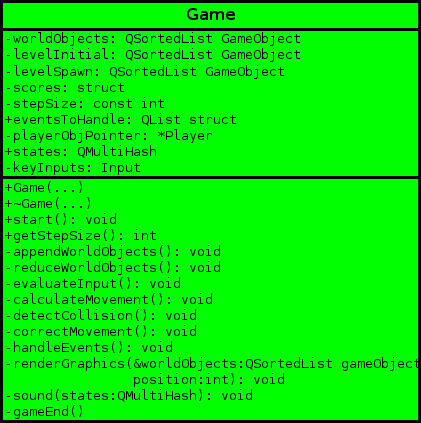 Game
-worldObjects: QSortedList GameObject
-levelInitial: QSortedList GameObject
-levelSpawn: QSortedList GameObject
-scores: struct
-stepSize: const int
+eventsToHandle: QList struct
-playerObjPointer: *Player
+states: QMultiHash
-keyInputs: Input
+Game(...)
+~Game(...)
+start(): void
+getStepSize(): int
-appendWorldObjects(): void
-reduceWorldObjects(): void
-evaluateInput(): void
-calculateMovement(): void
-detectCollision(): void
-correctMovement(): void
-handleEvents(): void
-renderGraphics(&worldObjects:QSortedList gameObject
position:int): void
-sound(states:QMultiHash): void
-gameEnd()